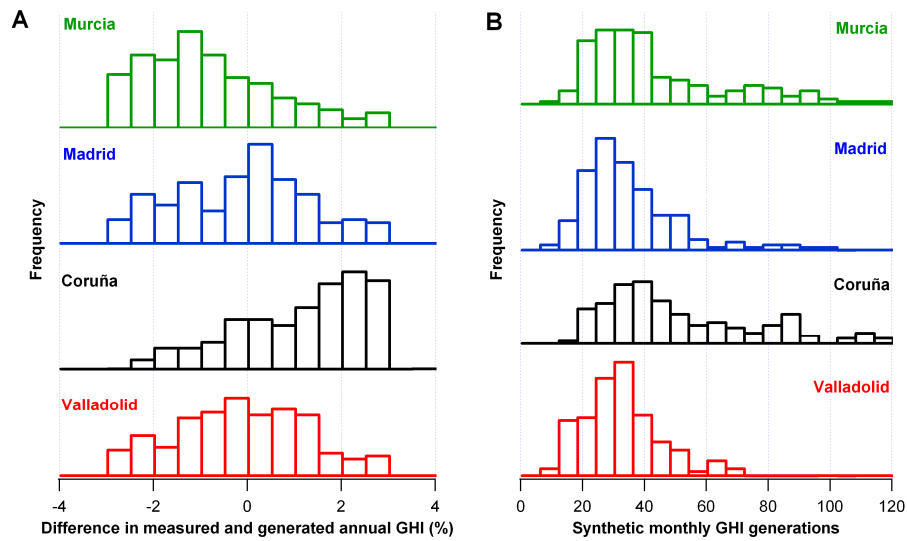 A
Murcia
Madrid
Coruña
Valladolid
Frequency
-4 -2 0 2 4
Difference in measured and generated annual GHI (%)
B
Murcia
Madrid
Coruña
Valladolid
Frequency
0 20 40 60 80 100 120
Synthetic monthly GHI generations